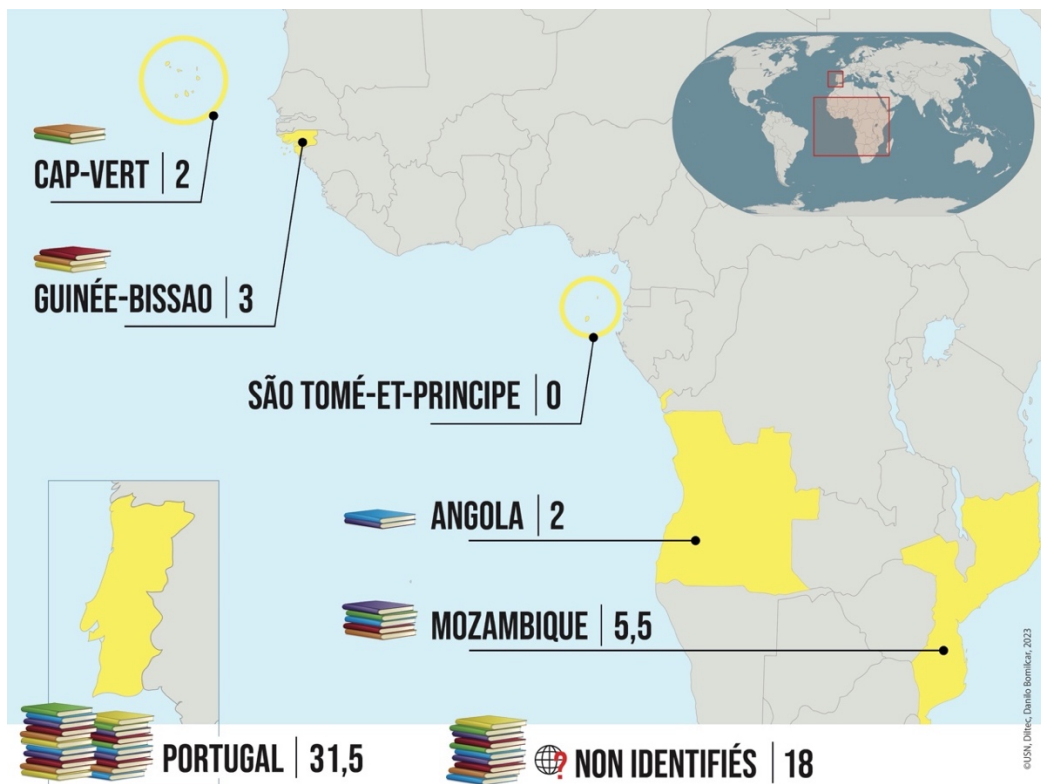 CAP-VERT | 2
GUINÉE-BISSAO | 3
SÃO TOMÉ-ET-PRINCIPE | 0
ANGOLA | 2
MOZAMBIQUE | 5,5
PORTUGAL | 31,5
? NON IDENTIFIÉS | 18
©USN, Diltec, Danilo Bomilcar, 2023